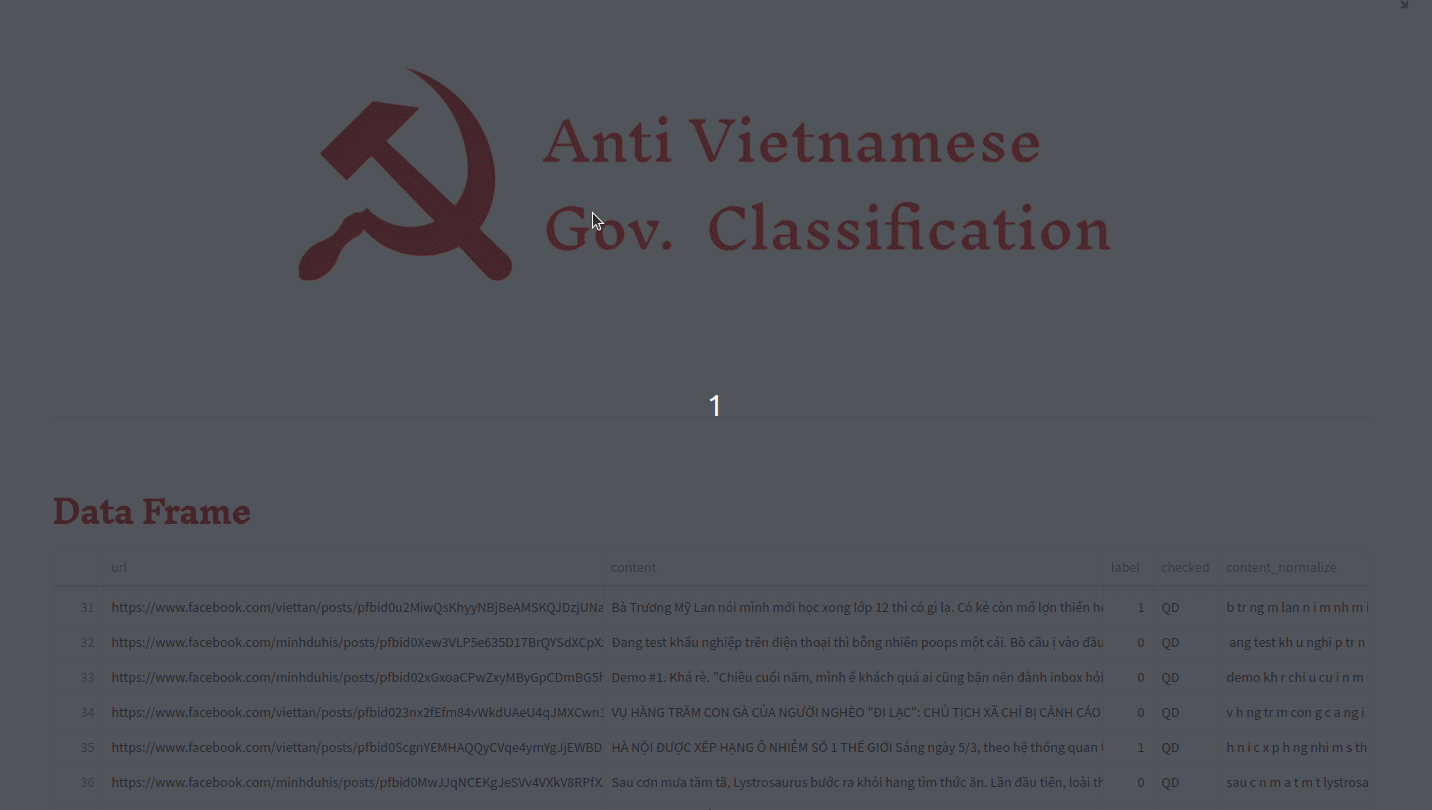 Anti Vietnamese
Gov. Classification
1
Data Frame
url content label checked content_normalize
31 https://www.facebook.com/viettan/posts/pfbid0u2MiwQsKhyyNBjBeAMSKQJDzjUNa Bà Trương Mỹ Lan nói mình mới học xong lớp 12 thì có gì lạ. Có kẻ còn mổ lợn thiến h 1 QD b tr ng m lan n i m nh m i
32 https://www.facebook.com/minhduhis/posts/pfbid0Xew3VLP5e635D17BrQYSdXCpX Đang test khẩu nghiệp trên điện thoại thì bỗng nhiên poops một cái. Bồ câu ị vào đầu 0 QD ang test kh u nghi p tr n
33 https://www.facebook.com/minhduhis/posts/pfbid02xGxoaCPwZxyMByGpCDmBG5h Demo #1. Khá rè. "Chiều cuối năm, mình ế khách quá ai cũng bận nên đành inbox hỏi 0 QD demo kh r chi u cu i n m
34 https://www.facebook.com/viettan/posts/pfbid023nx2fEfm84vWkdUAeU4qJMXCwn1 VỤ HÀNG TRĂM CON GÀ CỦA NGƯỜI NGHÈO "ĐI LẠC": CHỦ TỊCH XÃ CHỈ BỊ CẢNH CÁO 0 QD v h ng tr m con g c a ng i
35 https://www.facebook.com/viettan/posts/pfbid0ScgnYEMHAQQyCVqe4ymYgJjEWBD HÀ NỘI ĐƯỢC XẾP HẠNG Ô NHIỄM SỐ 1 THẾ GIỚI Sáng ngày 5/3, theo hệ thống quan t 1 QD h n i c x p h ng nhi m s th
36 https://www.facebook.com/minhduhis/posts/pfbid0MwJJqNCEKgJeSVv4VXkV8RPfX Sau cơn mưa tầm tã, Lystrosaurus bước ra khỏi hang tìm thức ăn. Lần đầu tiên, loài th 0 QD sau c n m a t m t lystrosa